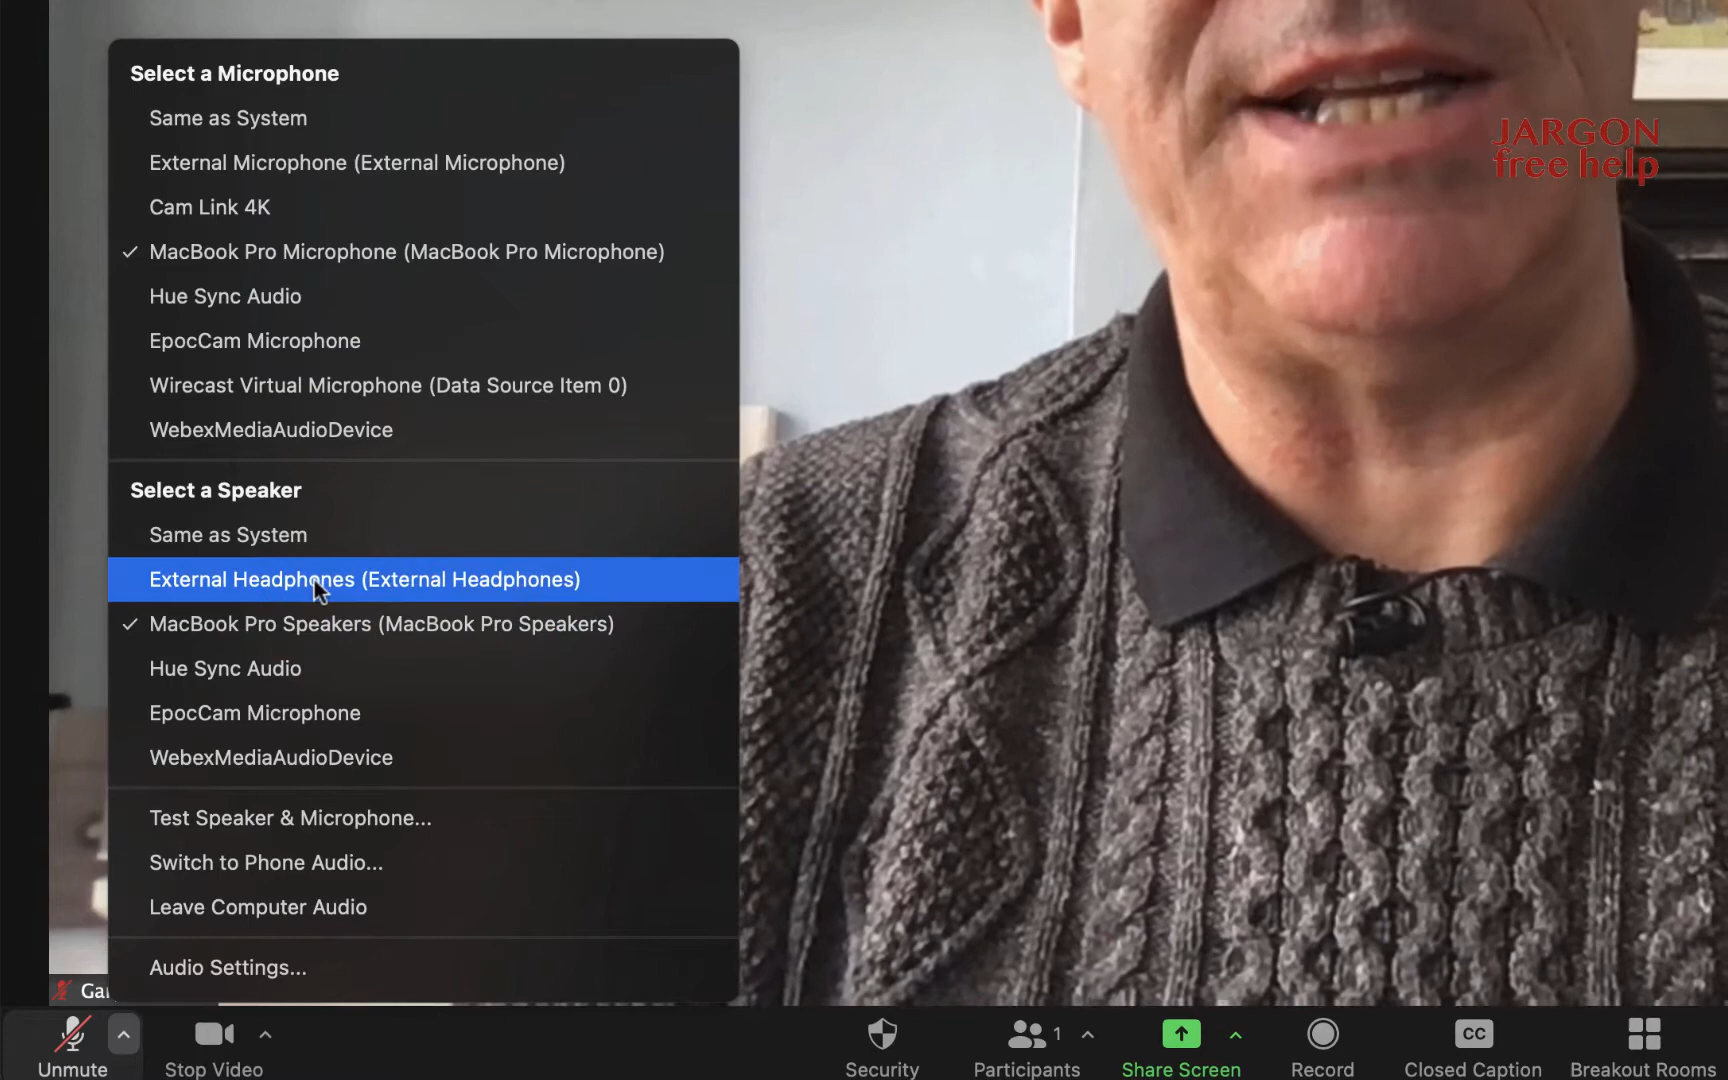 Select a Microphone
Same as System
External Microphone (External Microphone)
Cam Link 4K
✓ MacBook Pro Microphone (MacBook Pro Microphone)
Hue Sync Audio
EpocCam Microphone
Wirecast Virtual Microphone (Data Source Item 0)
WebexMediaAudioDevice
Select a Speaker
Same as System
External Headphones (External Headphones)
✓ MacBook Pro Speakers (MacBook Pro Speakers)
Hue Sync Audio
EpocCam Microphone
WebexMediaAudioDevice
Test Speaker & Microphone...
Switch to Phone Audio...
Leave Computer Audio
Audio Settings...
JARGON
free help
1
CC
Unmute
Stop Video
Security
Participants
Share Screen
Record
Closed Caption
Breakout Rooms